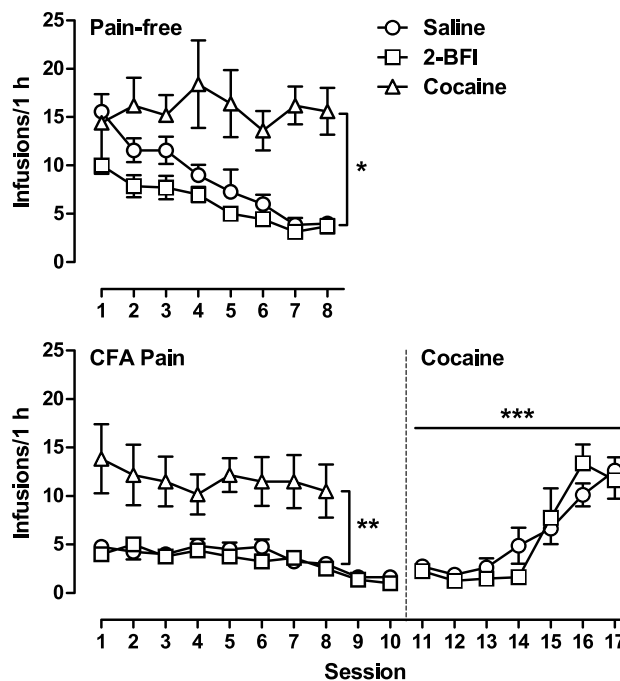 Pain-free
Saline
2-BFI
Cocaine
Infusions/1 h
25
20
15
10
5
0
*
1 2 3 4 5 6 7 8
CFA Pain
Cocaine
Infusions/1 h
25
20
15
10
5
0
**
***
1 2 3 4 5 6 7 8 9 10 11 12 13 14 15 16 17
Session